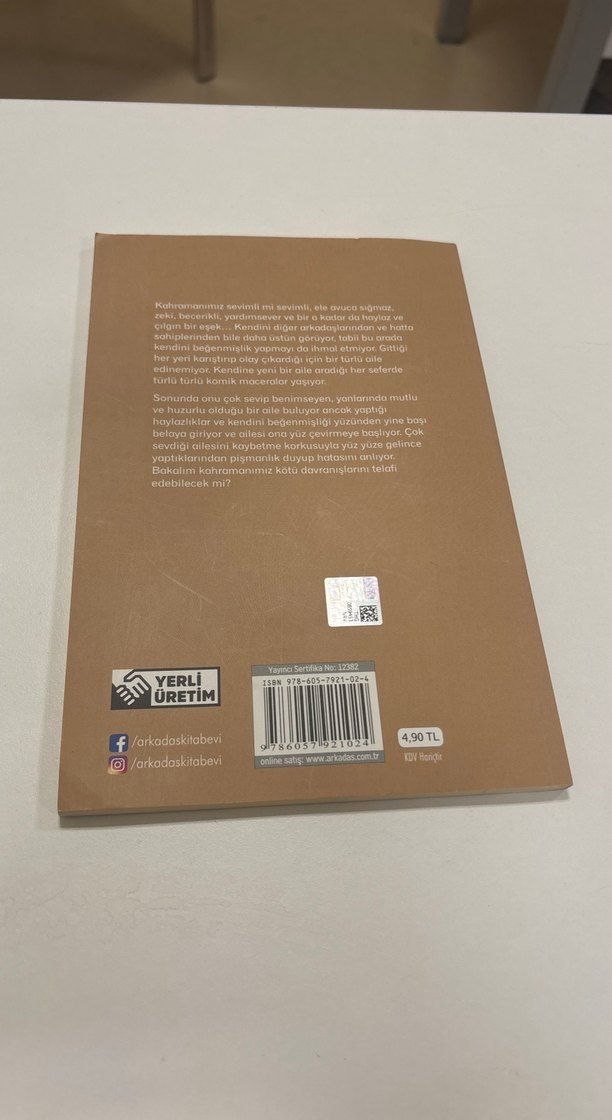 Kahramanımız sevimli mi sevimli, ele avuca sığmaz,
zeki, becerikli, yardımsever ve bir o kadar da haylaz ve
çılgın bir eşek... Kendini diğer arkadaşlarından ve hatta
sahiplerinden bile daha üstün görüyor, tabii bu arada
kendini beğenmişlik yapmayı da ihmal etmiyor. Gittiği
her yeri karıştırıp olay çıkardığı için bir türlü aile
edinemiyor. Kendine yeni bir aile aradığı her seferde
türlü türlü komik maceralar yaşıyor.
Sonunda onu çok sevip benimseyen, yanlarında mutlu
ve huzurlu olduğu bir aile buluyor ancak yaptığı
haylazlıklar ve kendini beğenmişliği yüzünden yine başı
belaya giriyor ve ailesi ona yüz çevirmeye başlıyor. Çok
sevdiği ailesini kaybetme korkusuyla yüz yüze gelince
yaptıklarından pişmanlık duyup hatasını anlıyor.
Bakalım kahramanımız kötü davranışlarını telafi
edebilecek mi?
YERLİ
ÜRETİM
/arkadaskitabevi
/arkadaskitabevi
Yayıncı Sertifika No: 12382
ISBN 978-605-7921-02-4
9 786057 921024
online satış: www.arkadas.com.tr
4,90 TL
KDV Hariçtir